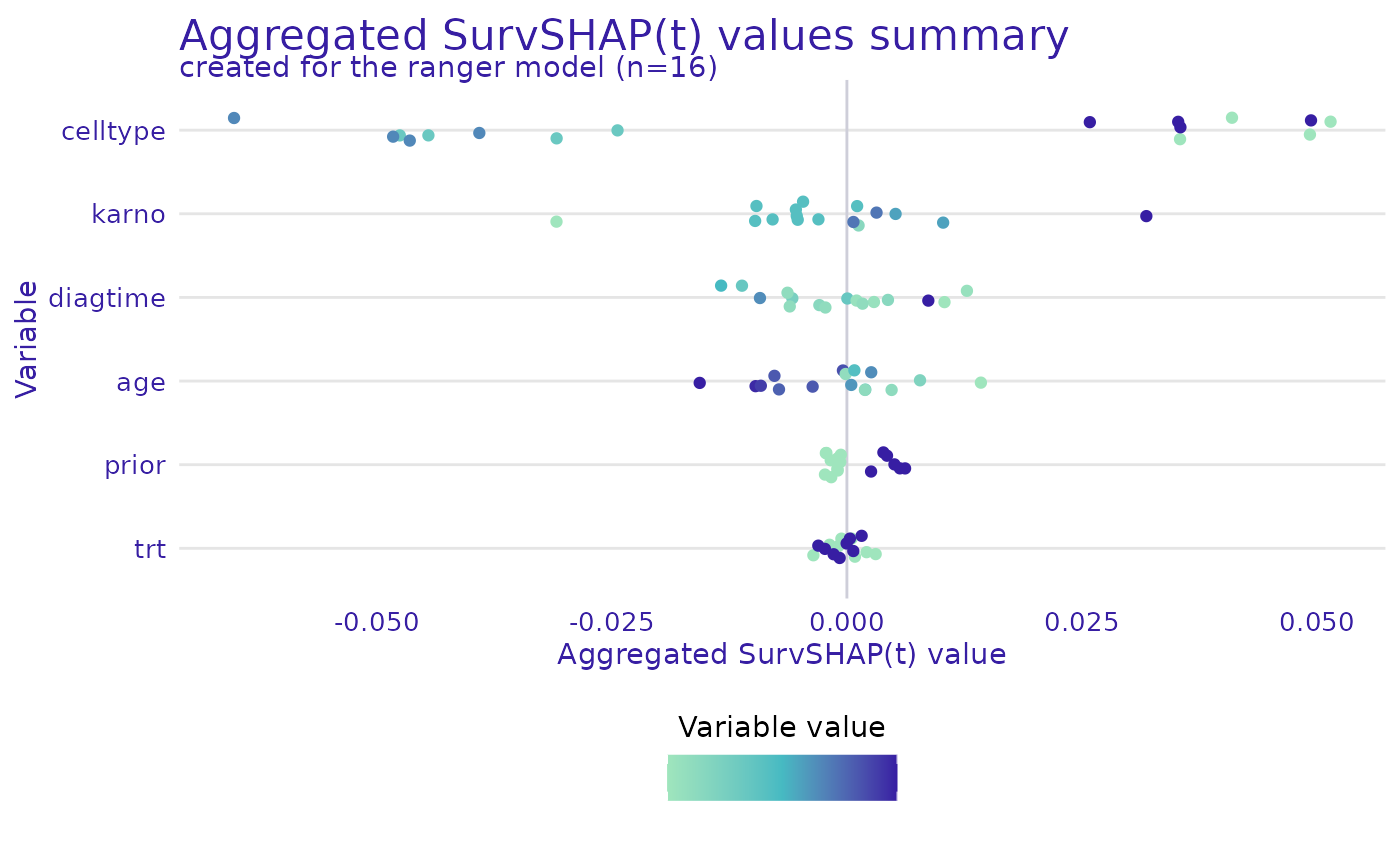 Aggregated SurvSHAP(t) values summary
created for the ranger model (n=16)
Variable
celltype
karno
diagtime
age
prior
trt
-0.050 -0.025 0.000 0.025 0.050
Aggregated SurvSHAP(t) value
Variable value